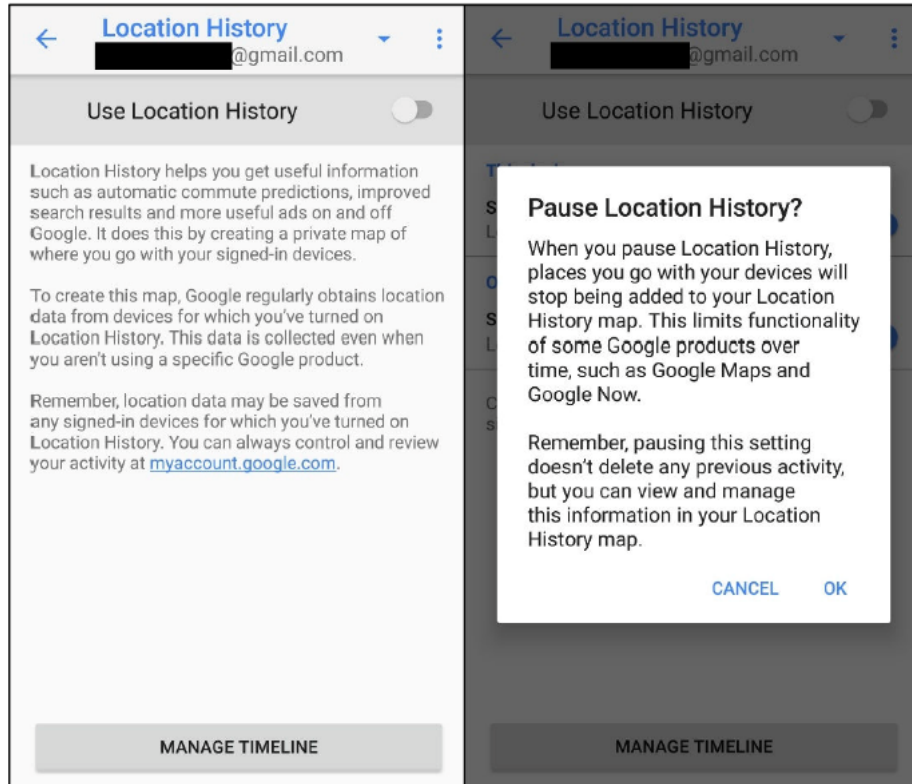 Location History
@gmail.com
Use Location History
Location History helps you get useful information
such as automatic commute predictions, improved
search results and more useful ads on and off
Google. It does this by creating a private map of
where you go with your signed-in devices.
To create this map, Google regularly obtains location
data from devices for which you've turned on
Location History. This data is collected even when
you aren't using a specific Google product.
Remember, location data may be saved from
any signed-in devices for which you've turned on
Location History. You can always control and review
your activity at myaccount.google.com.
MANAGE TIMELINE
Location History
@gmail.com
Use Location History
Pause Location History?
When you pause Location History,
places you go with your devices will
stop being added to your Location
History map. This limits functionality
of some Google products over
time, such as Google Maps and
Google Now.
Remember, pausing this setting
doesn't delete any previous activity,
but you can view and manage
this information in your Location
History map.
CANCEL OK
MANAGE TIMELINE